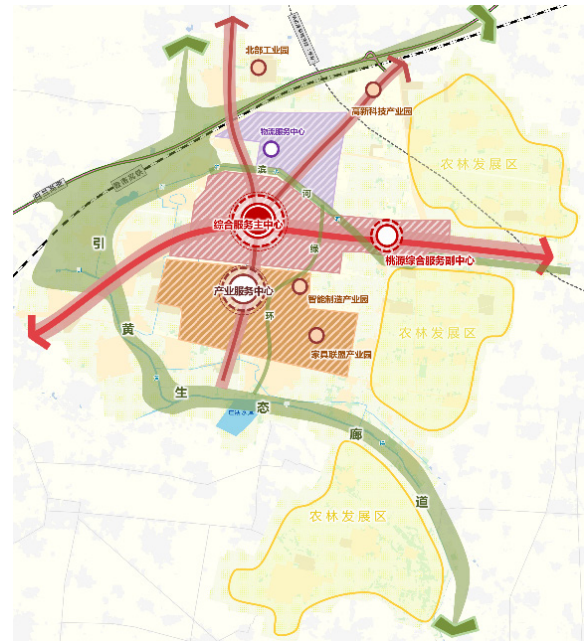 北部工业园
高新科技产业园
物流服务中心
农林发展区
滨
河
绿
环
综合服务主中心
桃源综合服务副中心
产业服务中心
智能制造产业园
家具联盟产业园
农林发展区
农林发展区
引
黄
生
态
廊
道